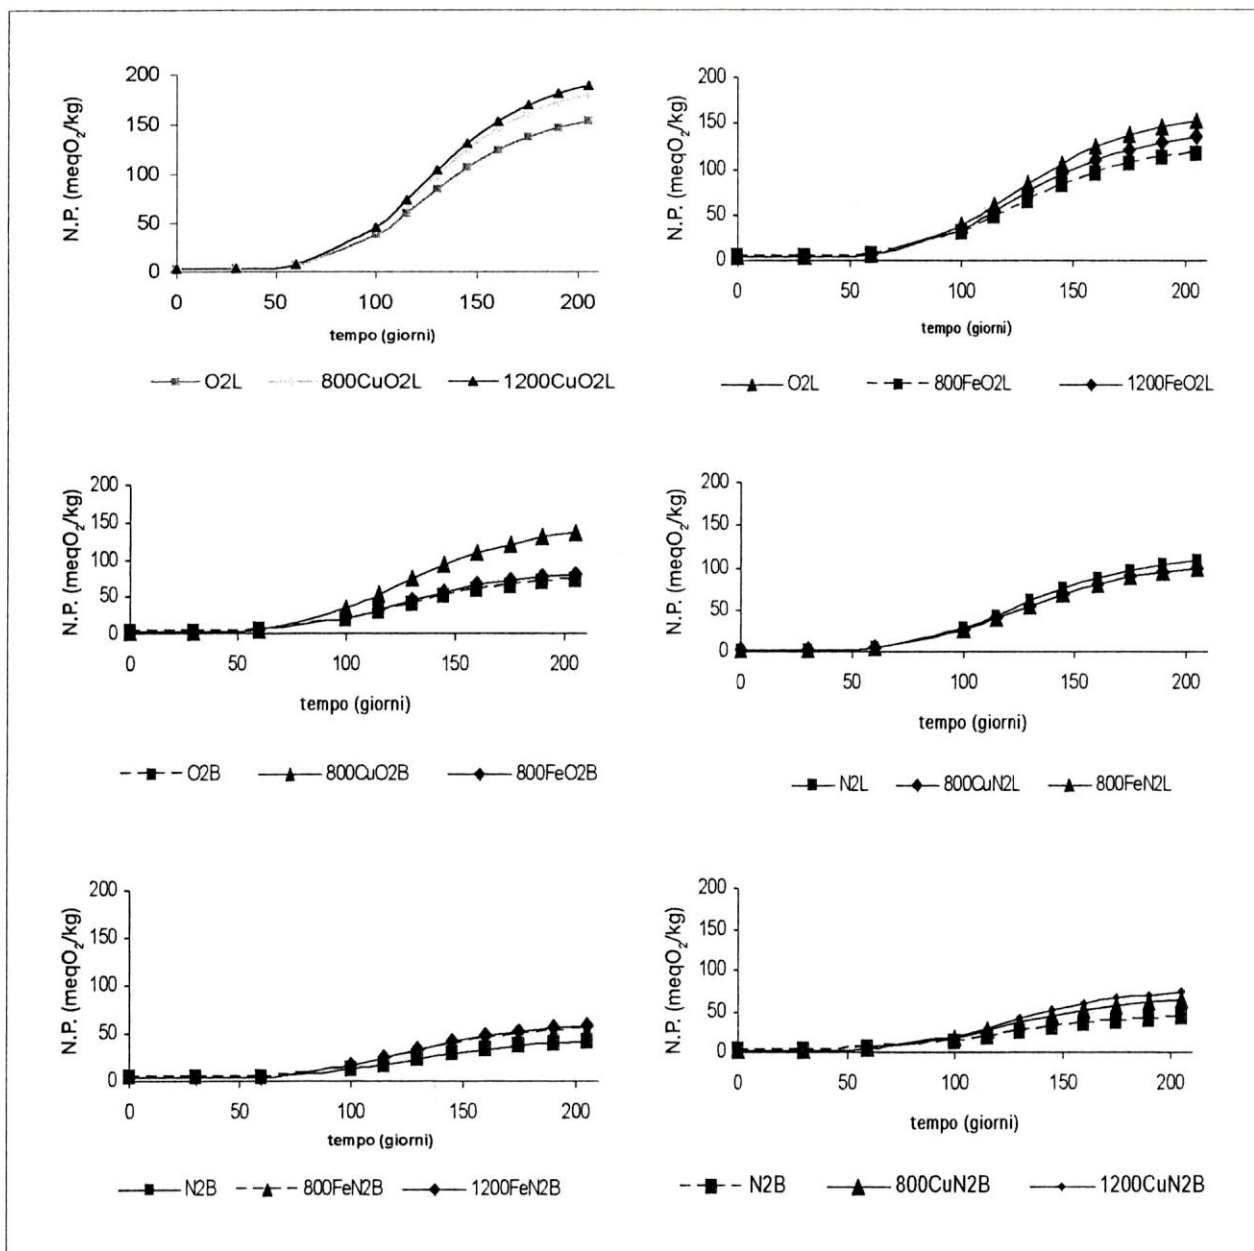 N.P. (meqO2/kg)
200
150
100
50
0
0 50 100 150 200
tempo (giorni)
O2L 800CuO2L 1200CuO2L
N.P. (meqO2/kg)
200
150
100
50
0
0 50 100 150 200
tempo (giorni)
O2L 800FeO2L 1200FeO2L
N.P. (meqO2/kg)
200
150
100
50
0
0 50 100 150 200
tempo (giorni)
O2B 800CuO2B 800FeO2B
N.P. (meqO2/kg)
200
150
100
50
0
0 50 100 150 200
tempo (giorni)
N2L 800CuN2L 800FeN2L
N.P. (meqO2/kg)
200
150
100
50
0
0 50 100 150 200
tempo (giorni)
N2B 800FeN2B 1200FeN2B
N.P. (meqO2/kg)
200
150
100
50
0
0 50 100 150 200
tempo (giorni)
N2B 800CuN2B 1200CuN2B